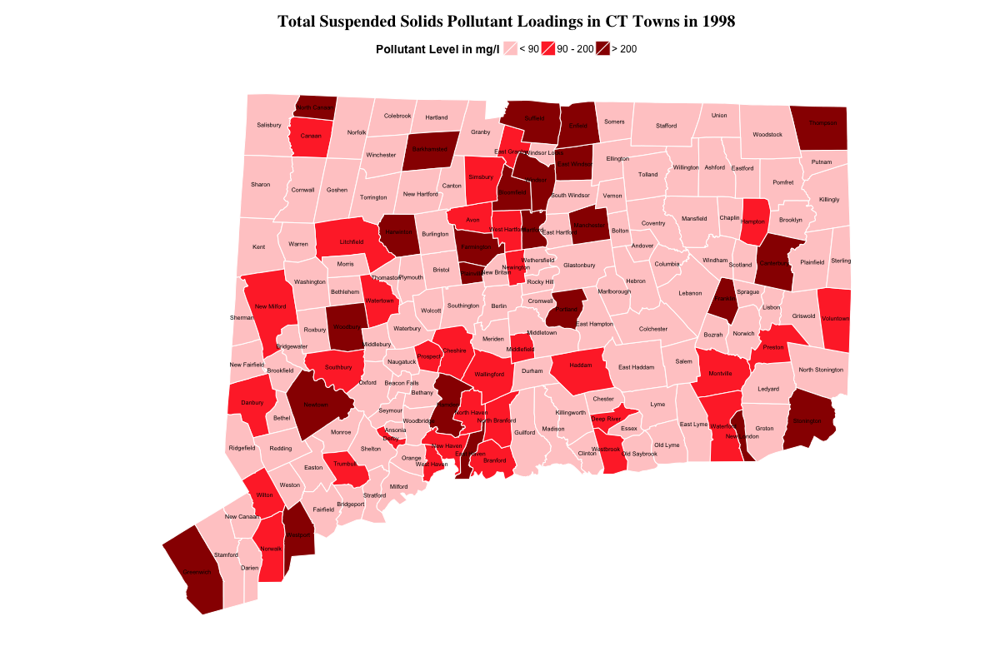 Total Suspended Solids Pollutant Loadings in CT Towns in 1998
Pollutant Level in mg/l < 90 90 - 200 > 200
North Canaan
Colebrook
Hartland
Union
Somers
Suffield
Enfield
Stafford
Thompson
Salisbury
Canaan
Norfolk
Granby
Woodstock
Winchester
Barkhamsted
East Granby
Windsor Locks
East Windsor
Ellington
Putnam
Willington
Ashford
Eastford
Tolland
Simsbury
Windsor
Pomfret
Sharon
Cornwall
Goshen
Torrington
New Hartford
Canton
Bloomfield
South Windsor
Vernon
Killingly
Avon
West Hartford
Hartford
East Hartford
Manchester
Bolton
Coventry
Mansfield
Chaplin
Hampton
Brooklyn
Kent
Warren
Litchfield
Harwinton
Burlington
Farmington
Andover
Morris
Wethersfield
Newington
Glastonbury
Columbia
Windham
Scotland
Canterbury
Plainfield
Sterling
Washington
Thomaston
Plymouth
Bristol
Plainville
New Britain
Rocky Hill
Hebron
Marlborough
Lebanon
Franklin
Sprague
Bethlehem
Watertown
Cromwell
New Milford
Wolcott
Southington
Berlin
Portland
Lisbon
Sherman
Roxbury
Woodbury
Waterbury
East Hampton
Colchester
Griswold
Voluntown
Bozrah
Norwich
Bridgewater
Middlebury
Meriden
Middletown
Middlefield
Preston
New Fairfield
Brookfield
Southbury
Naugatuck
Prospect
Cheshire
Wallingford
Durham
Haddam
East Haddam
Salem
Montville
North Stonington
Oxford
Beacon Falls
Bethany
Ledyard
Danbury
Newtown
Hamden
Chester
Lyme
Bethel
Seymour
Woodbridge
North Haven
North Branford
Killingworth
Deep River
Monroe
Ansonia
Derby
Guilford
Madison
Essex
East Lyme
Waterford
New London
Groton
Stonington
Ridgefield
Redding
Shelton
New Haven
East Haven
Branford
Clinton
Westbrook
Old Saybrook
Old Lyme
Easton
Trumbull
Orange
West Haven
Weston
Milford
Wilton
Stratford
Bridgeport
Fairfield
New Canaan
Westport
Norwalk
Stamford
Darien
Greenwich